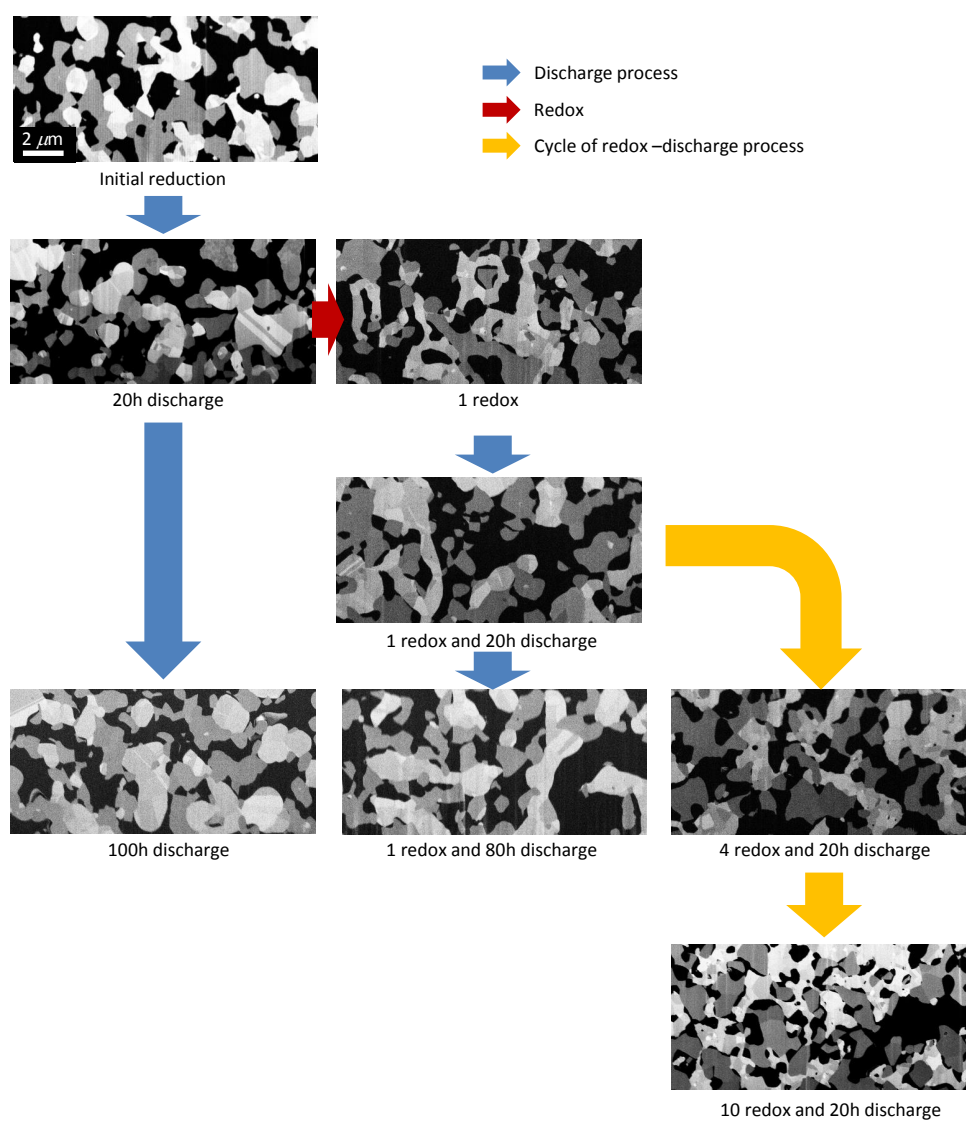 Discharge process
Redox
Cycle of redox –discharge process
2 μm
Initial reduction
20h discharge
1 redox
1 redox and 20h discharge
100h discharge
1 redox and 80h discharge
4 redox and 20h discharge
10 redox and 20h discharge